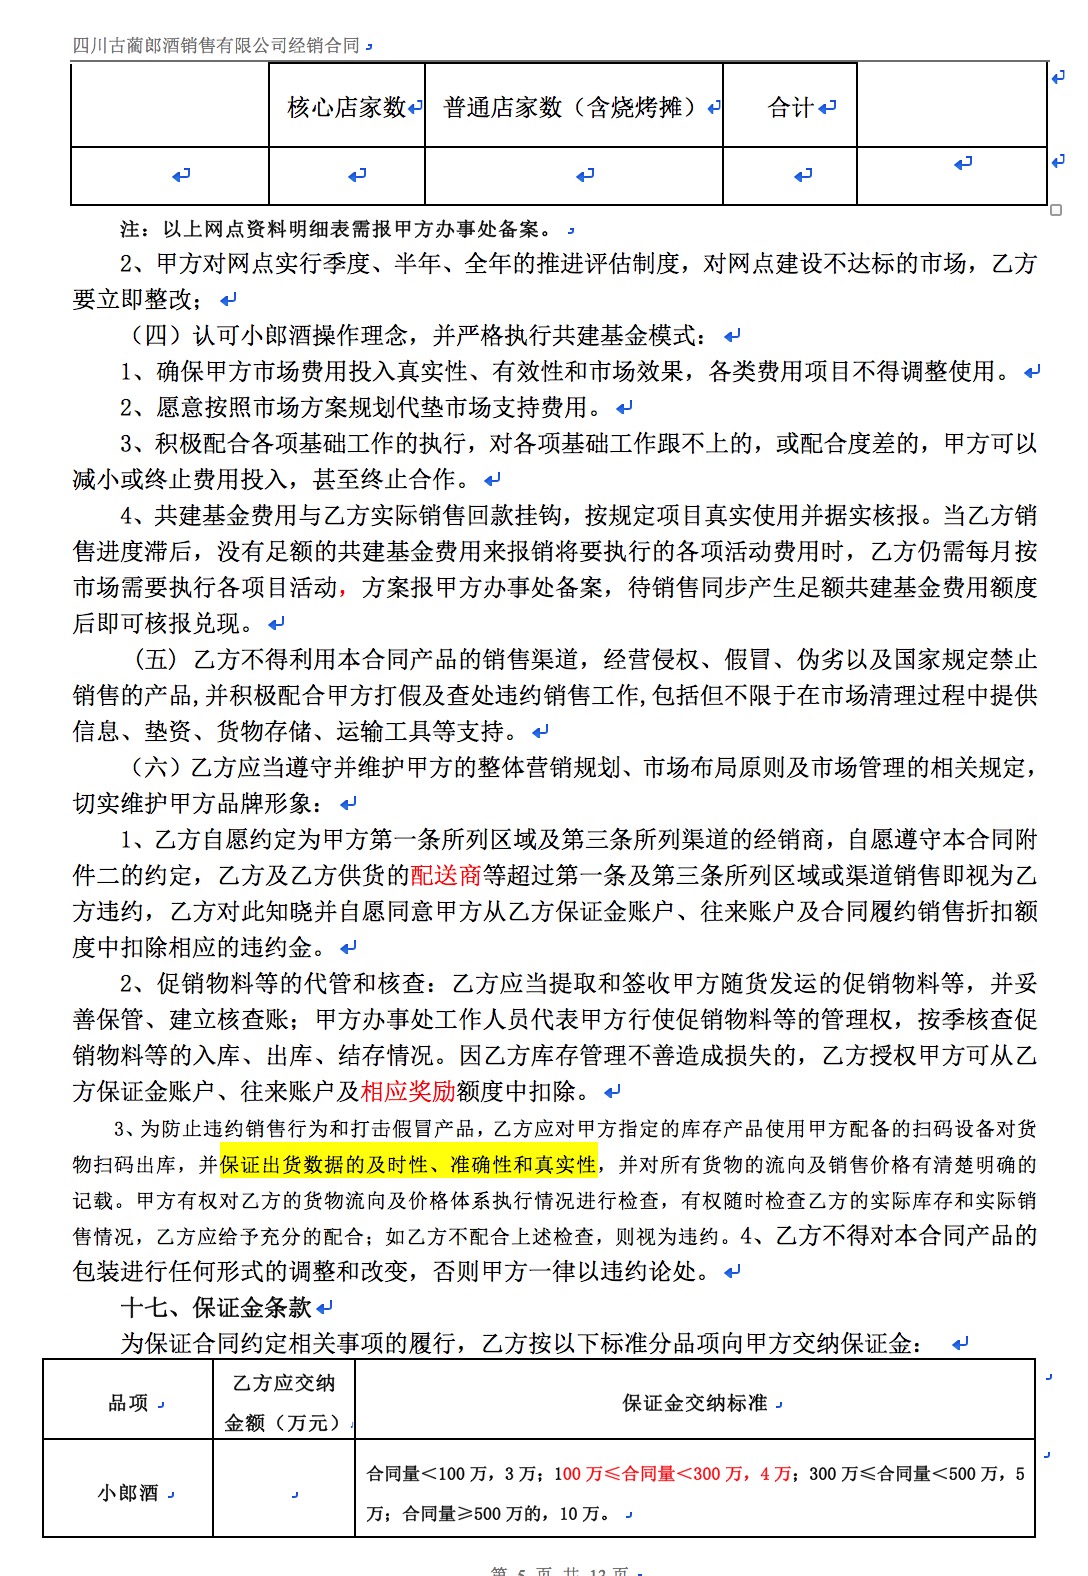 四川古蔺郎酒销售有限公司经销合同
核心店家数 普通店家数（含烧烤摊） 合计
注：以上网点资料明细表需报甲方办事处备案。
2、甲方对网点实行季度、半年、全年的推进评估制度，对网点建设不达标的市场，乙方
要立即整改；
（四）认可小郎酒操作理念，并严格执行共建基金模式：
1、确保甲方市场费用投入真实性、有效性和市场效果，各类费用项目不得调整使用。
2、愿意按照市场方案规划代垫市场支持费用。
3、积极配合各项基础工作的执行，对各项基础工作跟不上的，或配合度差的，甲方可以
减小或终止费用投入，甚至终止合作。
4、共建基金费用与乙方实际销售回款挂钩，按规定项目真实使用并据实核报。当乙方销
售进度滞后，没有足额的共建基金费用来报销将要执行的各项活动费用时，乙方仍需每月按
市场需要执行各项目活动，方案报甲方办事处备案，待销售同步产生足额共建基金费用额度
后即可核报兑现。
（五）乙方不得利用本合同产品的销售渠道，经营侵权、假冒、伪劣以及国家规定禁止
销售的产品,并积极配合甲方打假及查处违约销售工作,包括但不限于在市场清理过程中提供
信息、垫资、货物存储、运输工具等支持。
（六）乙方应当遵守并维护甲方的整体营销规划、市场布局原则及市场管理的相关规定，
切实维护甲方品牌形象：
1、乙方自愿约定为甲方第一条所列区域及第三条所列渠道的经销商，自愿遵守本合同附
件二的约定，乙方及乙方供货的配送商等超过第一条及第三条所列区域或渠道销售即视为乙
方违约，乙方对此知晓并自愿同意甲方从乙方保证金账户、往来账户及合同履约销售折扣额
度中扣除相应的违约金。
2、促销物料等的代管和核查：乙方应当提取和签收甲方随货发运的促销物料等，并妥
善保管、建立核查账；甲方办事处工作人员代表甲方行使促销物料等的管理权，按季核查促
销物料等的入库、出库、结存情况。因乙方库存管理不善造成损失的，乙方授权甲方可从乙
方保证金账户、往来账户及相应奖励额度中扣除。
3、为防止违约销售行为和打击假冒产品，乙方应对甲方指定的库存产品使用甲方配备的扫码设备对货
物扫码出库，并保证出货数据的及时性、准确性和真实性，并对所有货物的流向及销售价格有清楚明确的
记载。甲方有权对乙方的货物流向及价格体系执行情况进行检查，有权随时检查乙方的实际库存和实际销
售情况，乙方应给予充分的配合；如乙方不配合上述检查，则视为违约。4、乙方不得对本合同产品的
包装进行任何形式的调整和改变，否则甲方一律以违约论处。
十七、保证金条款
为保证合同约定相关事项的履行，乙方按以下标准分品项向甲方交纳保证金：
品项 乙方应交纳 金额（万元） 保证金交纳标准
小郎酒 合同量＜100万，3万；100万≤合同量＜300万，4万；300万≤合同量＜500万，5
万；合同量≥500万的，10万。
第 5 页 共 12 页